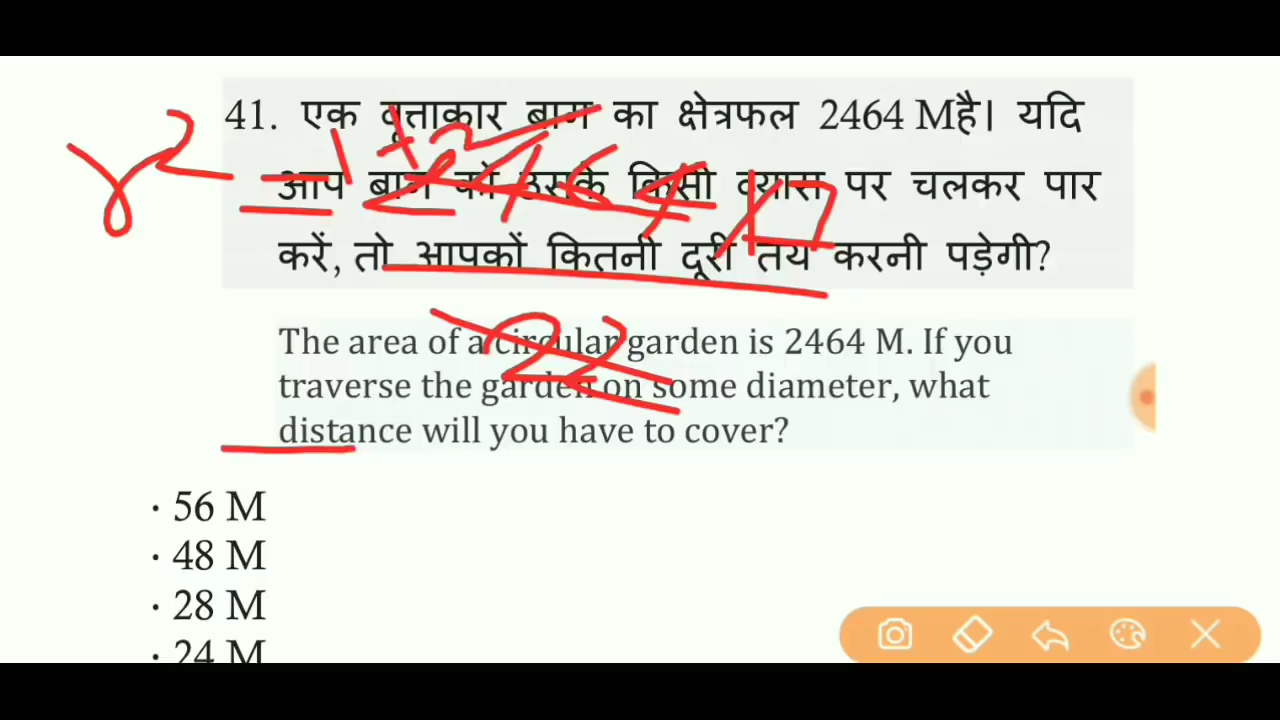 41. एक वृत्ताकार बाग का क्षेत्रफल 2464 Mहै। यदि
आप बाग को उसके किसी व्यास पर चलकर पार
करें, तो आपकों कितनी दूरी तय करनी पड़ेगी?
The area of a circular garden is 2464 M. If you
traverse the garden on some diameter, what
distance will you have to cover?
· 56 M
· 48 M
· 28 M
· 24 M